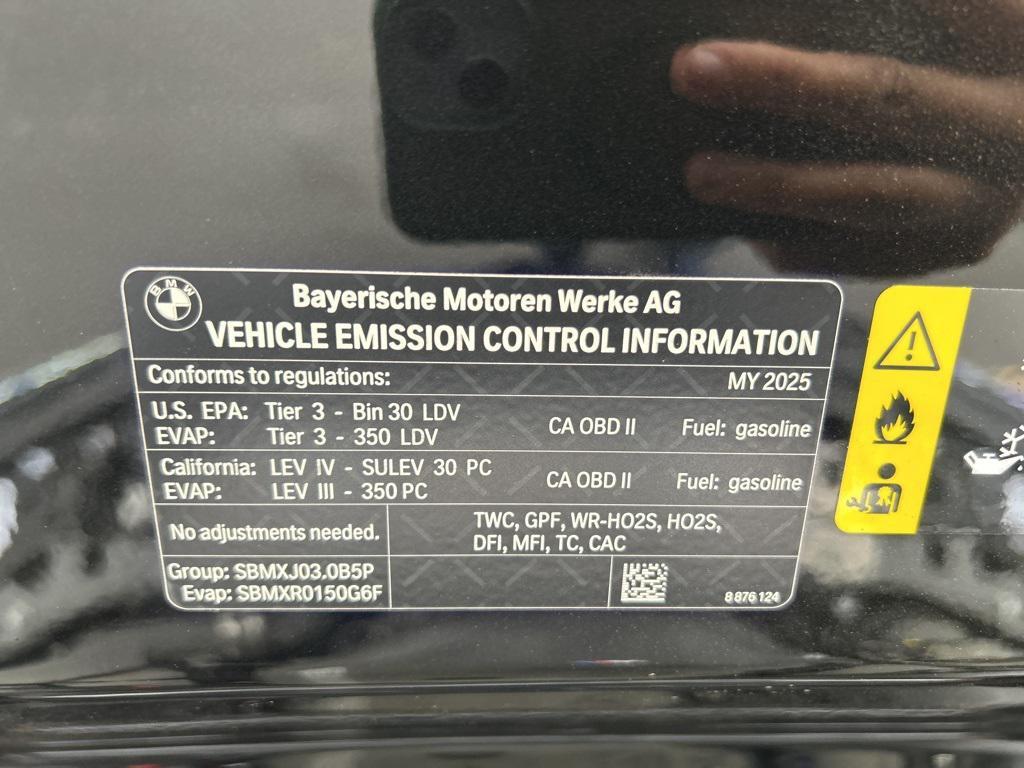 BMW
Bayerische Motoren Werke AG
VEHICLE EMISSION CONTROL INFORMATION
Conforms to regulations: MY 2025
U.S. EPA: Tier 3 - Bin 30 LDV
EVAP: Tier 3 - 350 LDV
CA OBD II Fuel: gasoline
California: LEV IV - SULEV 30 PC
EVAP: LEV III - 350 PC
CA OBD II Fuel: gasoline
No adjustments needed.
TWC, GPF, WR-HO2S, HO2S,
DFI, MFI, TC, CAC
Group: SBMXJ03.0B5P
Evap: SBMXR0150G6F
8 876 124